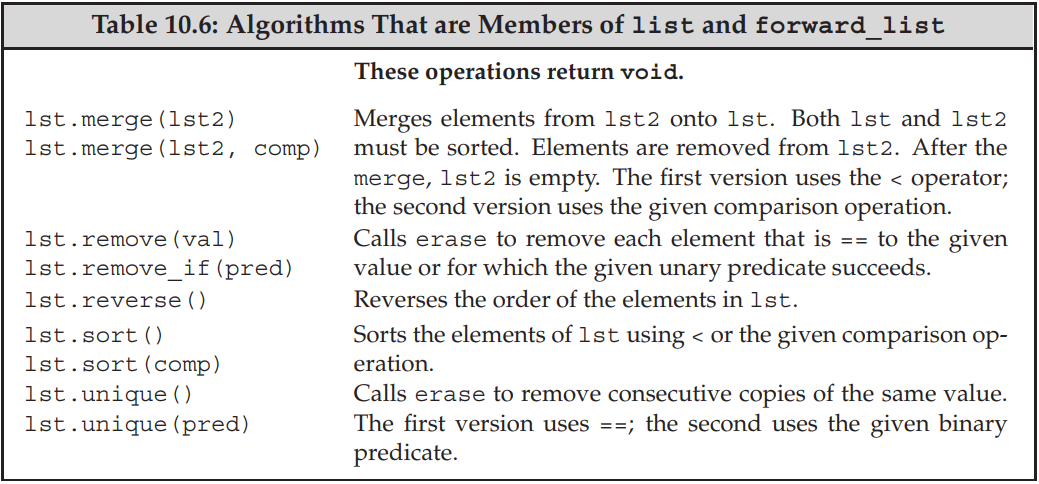 Table 10.6: Algorithms That are Members of list and forward_list
These operations return void.
lst.merge(lst2)
lst.merge(lst2, comp)
Merges elements from lst2 onto lst. Both lst and lst2
must be sorted. Elements are removed from lst2. After the
merge, lst2 is empty. The first version uses the < operator;
the second version uses the given comparison operation.
lst.remove(val)
lst.remove_if(pred)
Calls erase to remove each element that is == to the given
value or for which the given unary predicate succeeds.
lst.reverse()
Reverses the order of the elements in lst.
lst.sort()
lst.sort(comp)
Sorts the elements of lst using < or the given comparison op-
eration.
lst.unique()
lst.unique(pred)
Calls erase to remove consecutive copies of the same value.
The first version uses ==; the second uses the given binary
predicate.